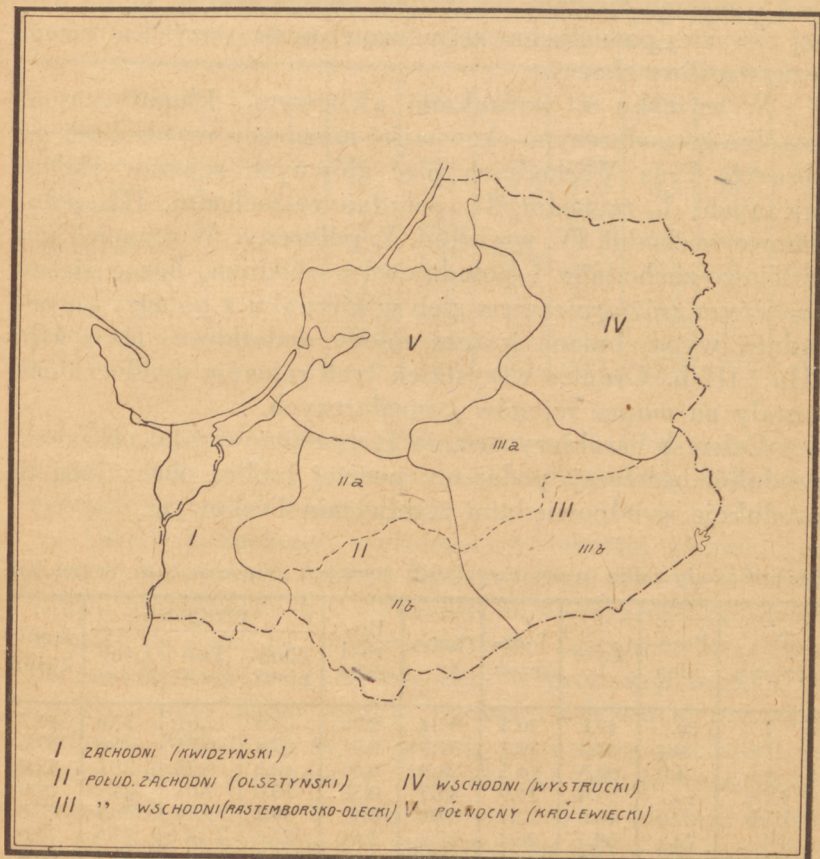 V
IV
IIIa
IIa
III
I
II
IIIb
IIb
I ZACHODNI (KWIDZYŃSKI)
II POŁUD. ZACHODNI (OLSZTYŃSKI)
III „ WSCHODNI (RASTEMBORSKO-OLECKI)
IV WSCHODNI (WYSTRUCKI)
V PÓŁNOCNY (KRÓLEWIECKI)